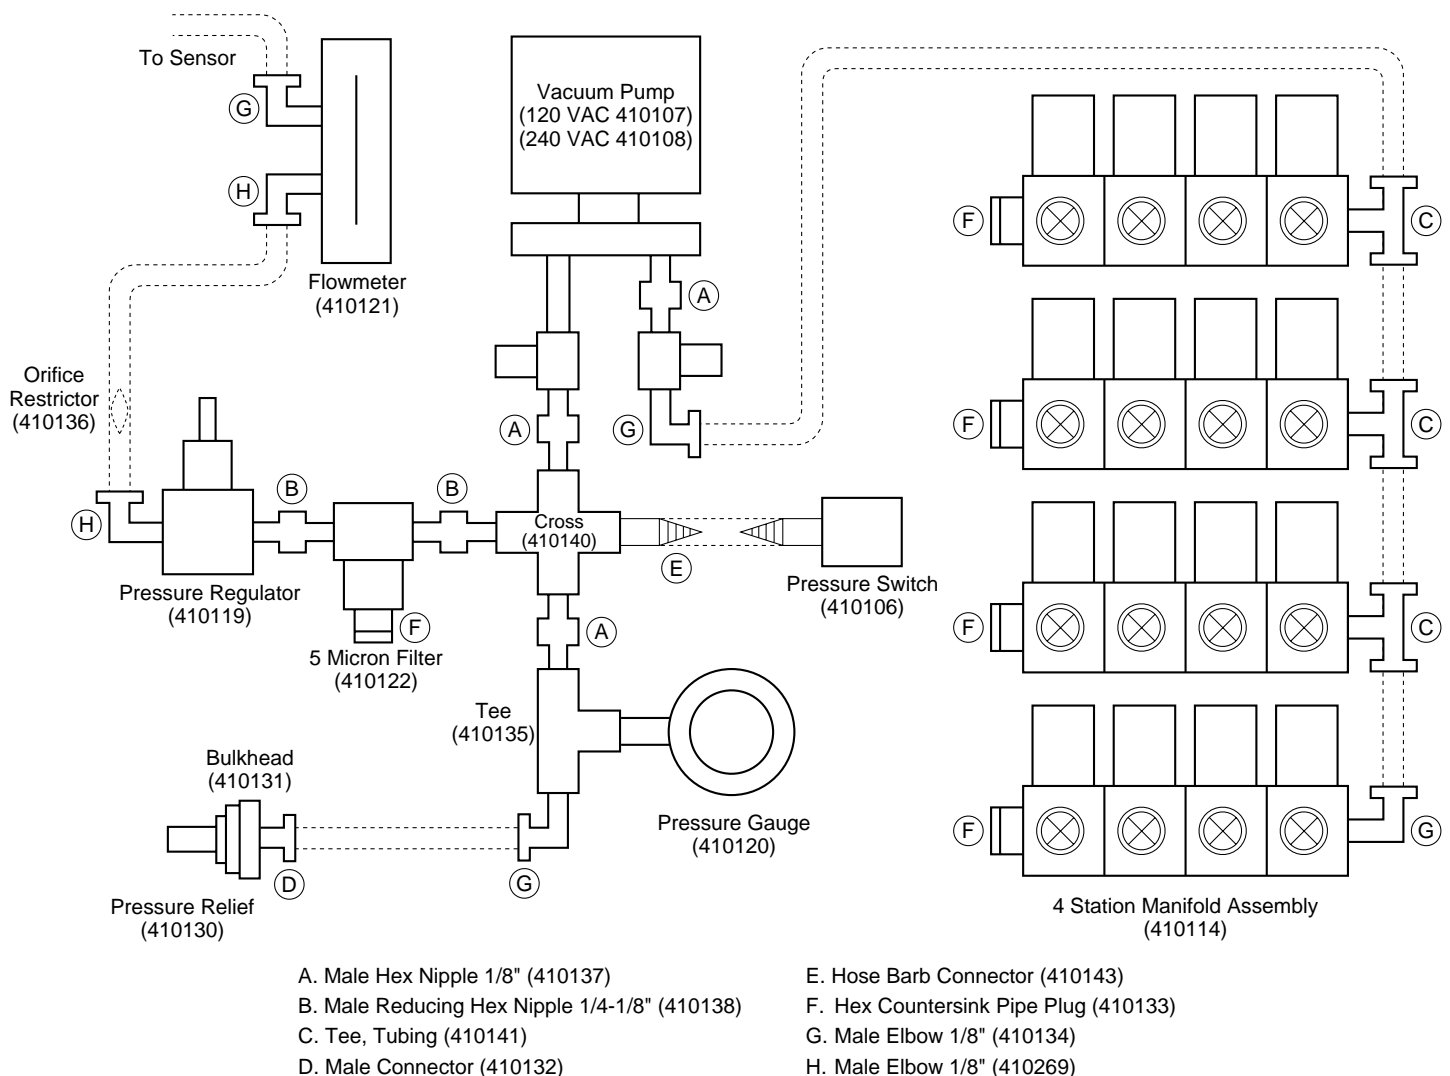 To Sensor
G
H
Flowmeter
(410121)
Vacuum Pump
(120 VAC 410107)
(240 VAC 410108)
A
A
G
Orifice
Restrictor
(410136)
H
B
B
Pressure Regulator
(410119)
F
5 Micron Filter
(410122)
Cross
(410140)
E
Pressure Switch
(410106)
A
Tee
(410135)
Pressure Gauge
(410120)
Bulkhead
(410131)
D
G
Pressure Relief
(410130)
F
C
F
C
F
C
F
G
4 Station Manifold Assembly
(410114)
A. Male Hex Nipple 1/8" (410137)
B. Male Reducing Hex Nipple 1/4-1/8" (410138)
C. Tee, Tubing (410141)
D. Male Connector (410132)
E. Hose Barb Connector (410143)
F. Hex Countersink Pipe Plug (410133)
G. Male Elbow 1/8" (410134)
H. Male Elbow 1/8" (410269)